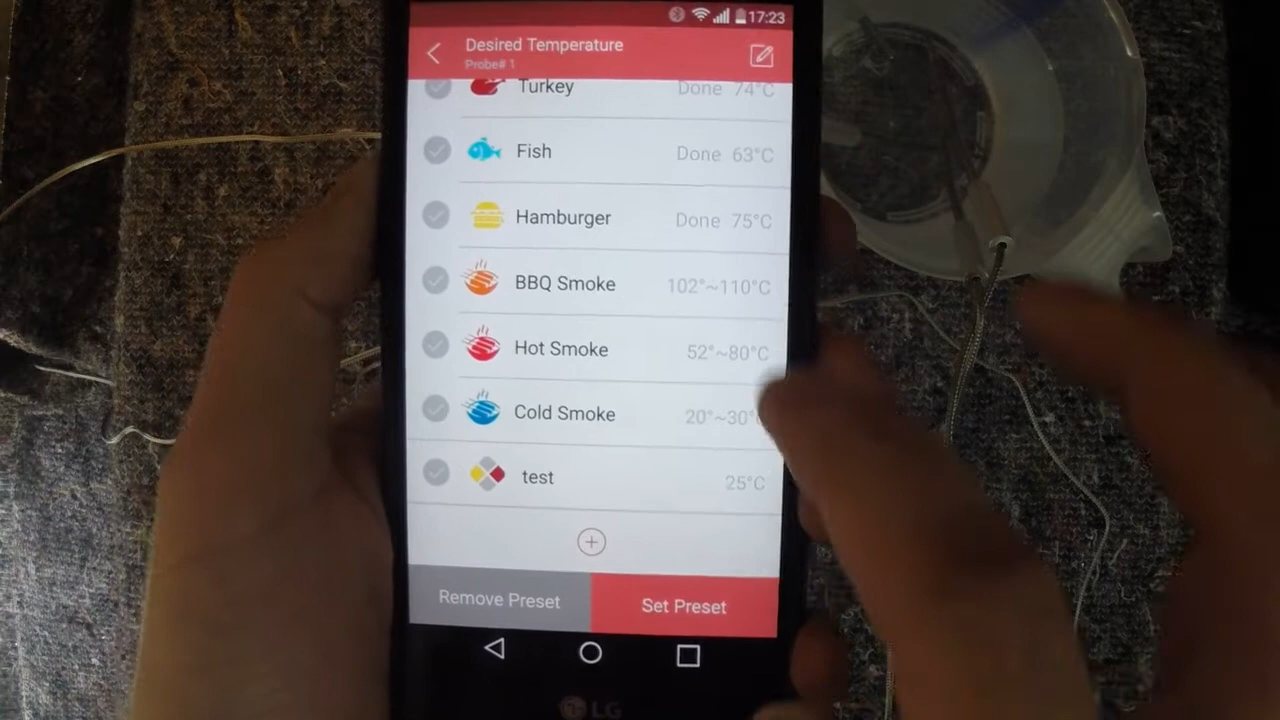 17:23
Desired Temperature
Probe# 1
Turkey Done 74°C
Fish Done 63°C
Hamburger Done 75°C
BBQ Smoke 102°~110°C
Hot Smoke 52°~80°C
Cold Smoke 20°~30°
test 25°C
Remove Preset Set Preset
LG